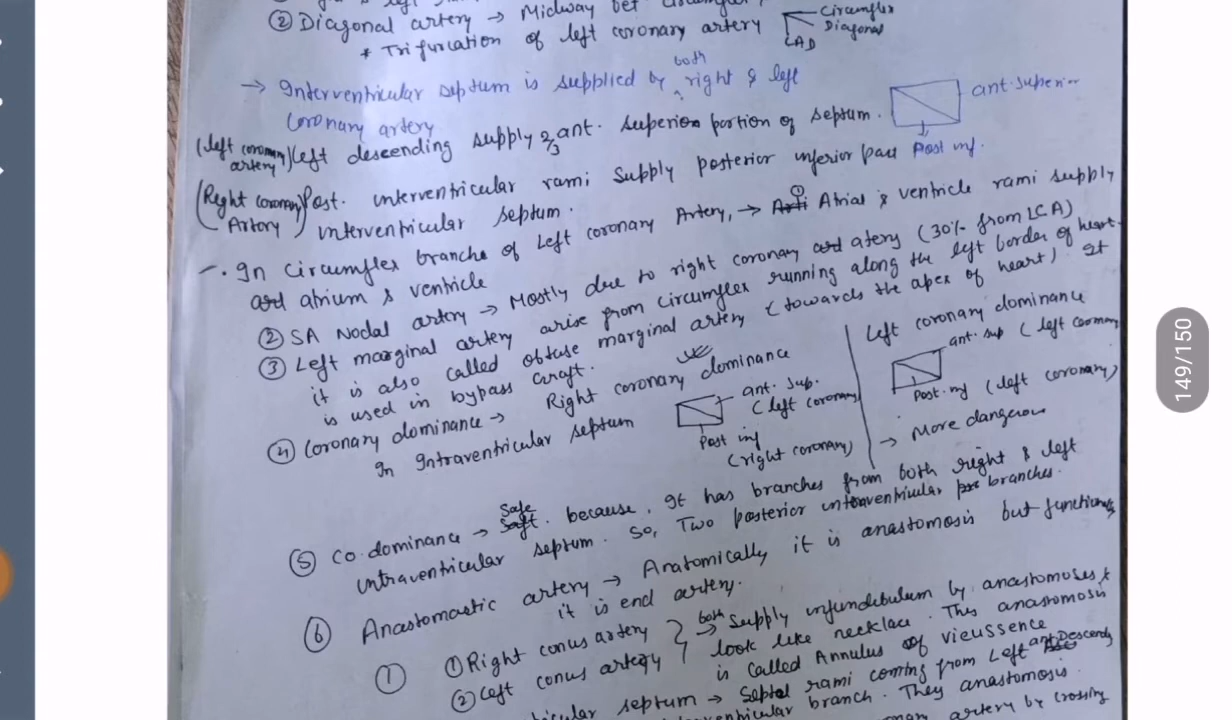 ② Diagonal artery → Midway bet
* Trifurcation of left coronary artery
Circumflex
Diagonal
LAD
→ Interventricular septum is supplied by both right & left
coronary artery
ant. superior
Post inf.
(left coronary artery) left descending supply 2/3 ant. superior portion of septum.
(Right coronary Artery) Post. interventricular rami supply posterior inferior part
interventricular septum.
. In circumflex branche of left coronary Artery, → ① Atrial & ventricle rami supply
atrium & ventricle
② SA Nodal artery → Mostly due to right coronary atery (30% from LCA)
③ Left marginal artery arise from circumflex running along the left border of heart.
it is also called obtuse marginal artery (towards the apex of heart). It
is used in bypass graft.
④ Coronary dominance → Right coronary dominance
In Intraventricular septum
ant. sup.
(left coronary
Post inf
(right coronary)
Left coronary dominance
ant. sup (left coronary
Post. inf (left coronary)
→ More dangerous
⑤ Co.dominance → Safe. because. It has branches from both right & left
intraventricular septum. So, Two posterior interventricular branches.
⑥ Anastomastic artery → Anatomically it is anastomosis but functionally
it is end artery.
① ① Right conus artery
② Left conus artery
both → supply infundibulum by anastomoses &
look like necklace. This anastomosis
is called Annulus of vieussence
septum → Septal rami coming from Left ant Descendg
branch. They anastomosis.
artery by crossing
149/150